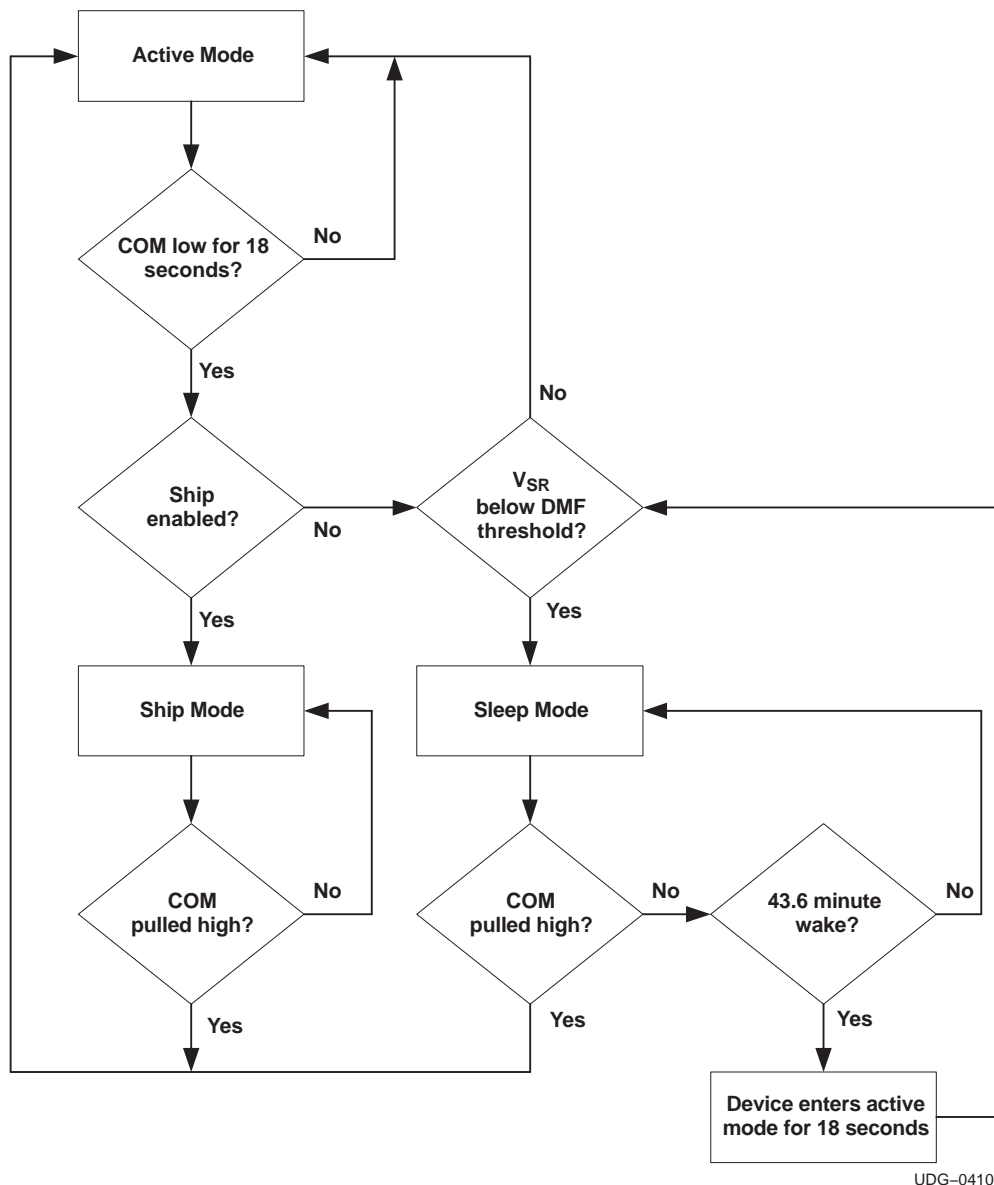 Active Mode
COM low for 18
seconds?
No
Yes
No
Ship
enabled?
No
VSR
below DMF
threshold?
Yes
Yes
Ship Mode
Sleep Mode
COM
pulled high?
No
COM
pulled high?
No
43.6 minute
wake?
No
Yes
Yes
Yes
Device enters active
mode for 18 seconds
UDG–0410